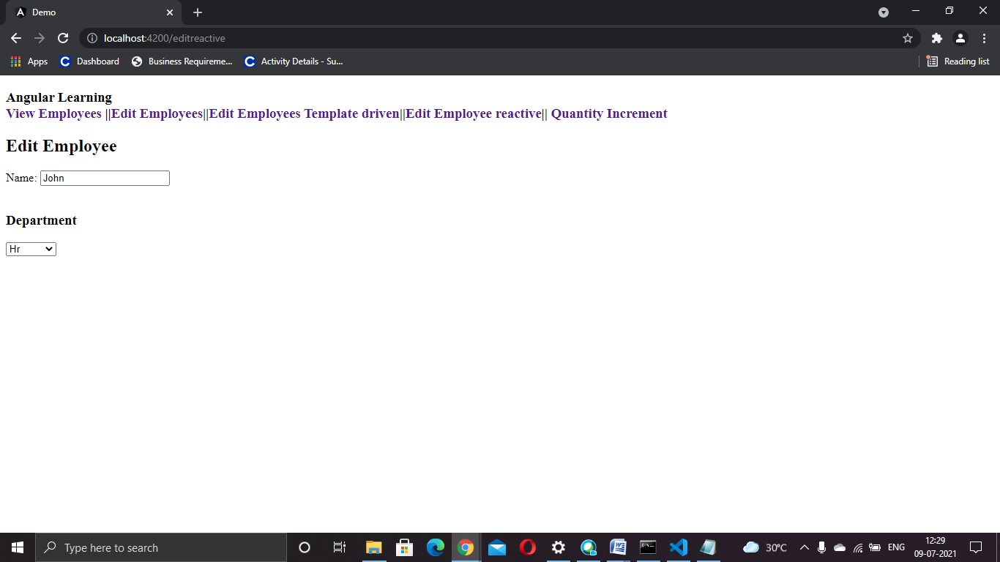 Demo
localhost:4200/editreactive
Apps Dashboard Business Requireme... Activity Details - Su... Reading list
Angular Learning
View Employees ||Edit Employees||Edit Employees Template driven||Edit Employee reactive|| Quantity Increment
Edit Employee
Name: John
Department
Hr
Type here to search 30°C ENG 12:29
09-07-2021